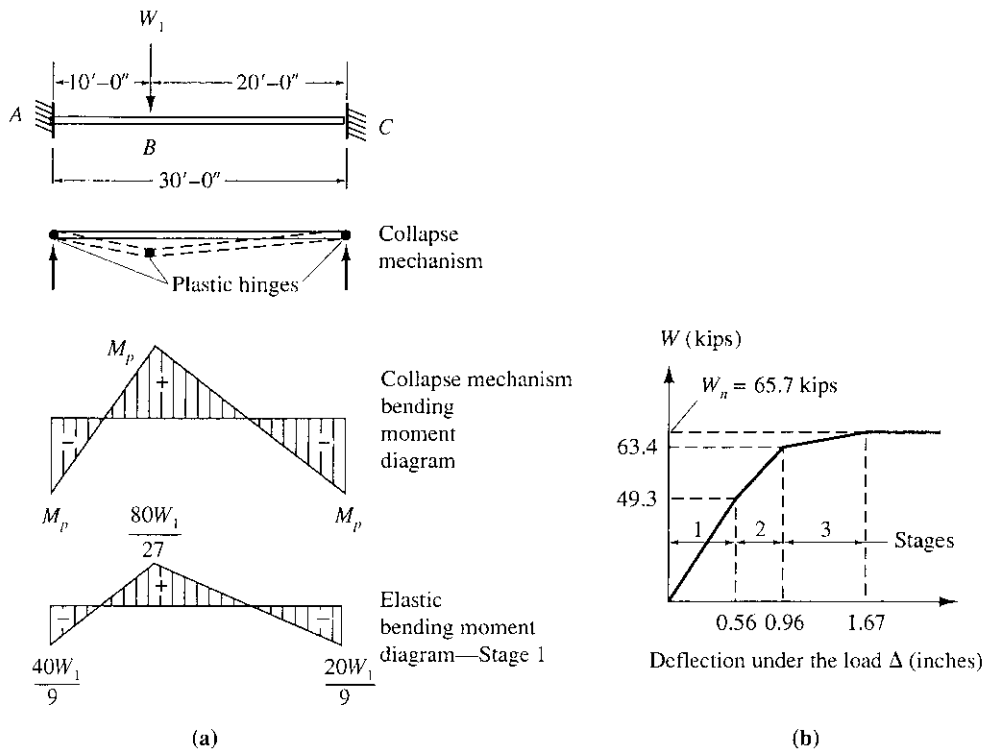 W₁
10'–0"
20'–0"
A
B
C
30'–0"
Collapse
mechanism
Plastic hinges
Mₚ
+
–
–
Collapse mechanism
bending
moment
diagram
Mₚ
Mₚ
80W₁
27
+
–
–
Elastic
bending moment
diagram—Stage 1
40W₁
9
20W₁
9
(a)
W (kips)
Wₙ = 65.7 kips
63.4
49.3
1
2
3
Stages
0.56 0.96 1.67
Deflection under the load Δ (inches)
(b)